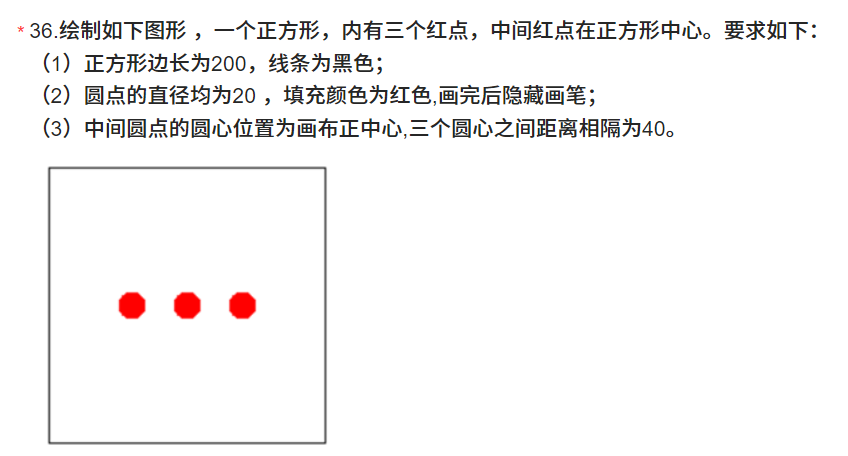 * 36.绘制如下图形 ，一个正方形，内有三个红点，中间红点在正方形中心。要求如下：
（1）正方形边长为200，线条为黑色；
（2）圆点的直径均为20 ，填充颜色为红色,画完后隐藏画笔；
（3）中间圆点的圆心位置为画布正中心,三个圆心之间距离相隔为40。